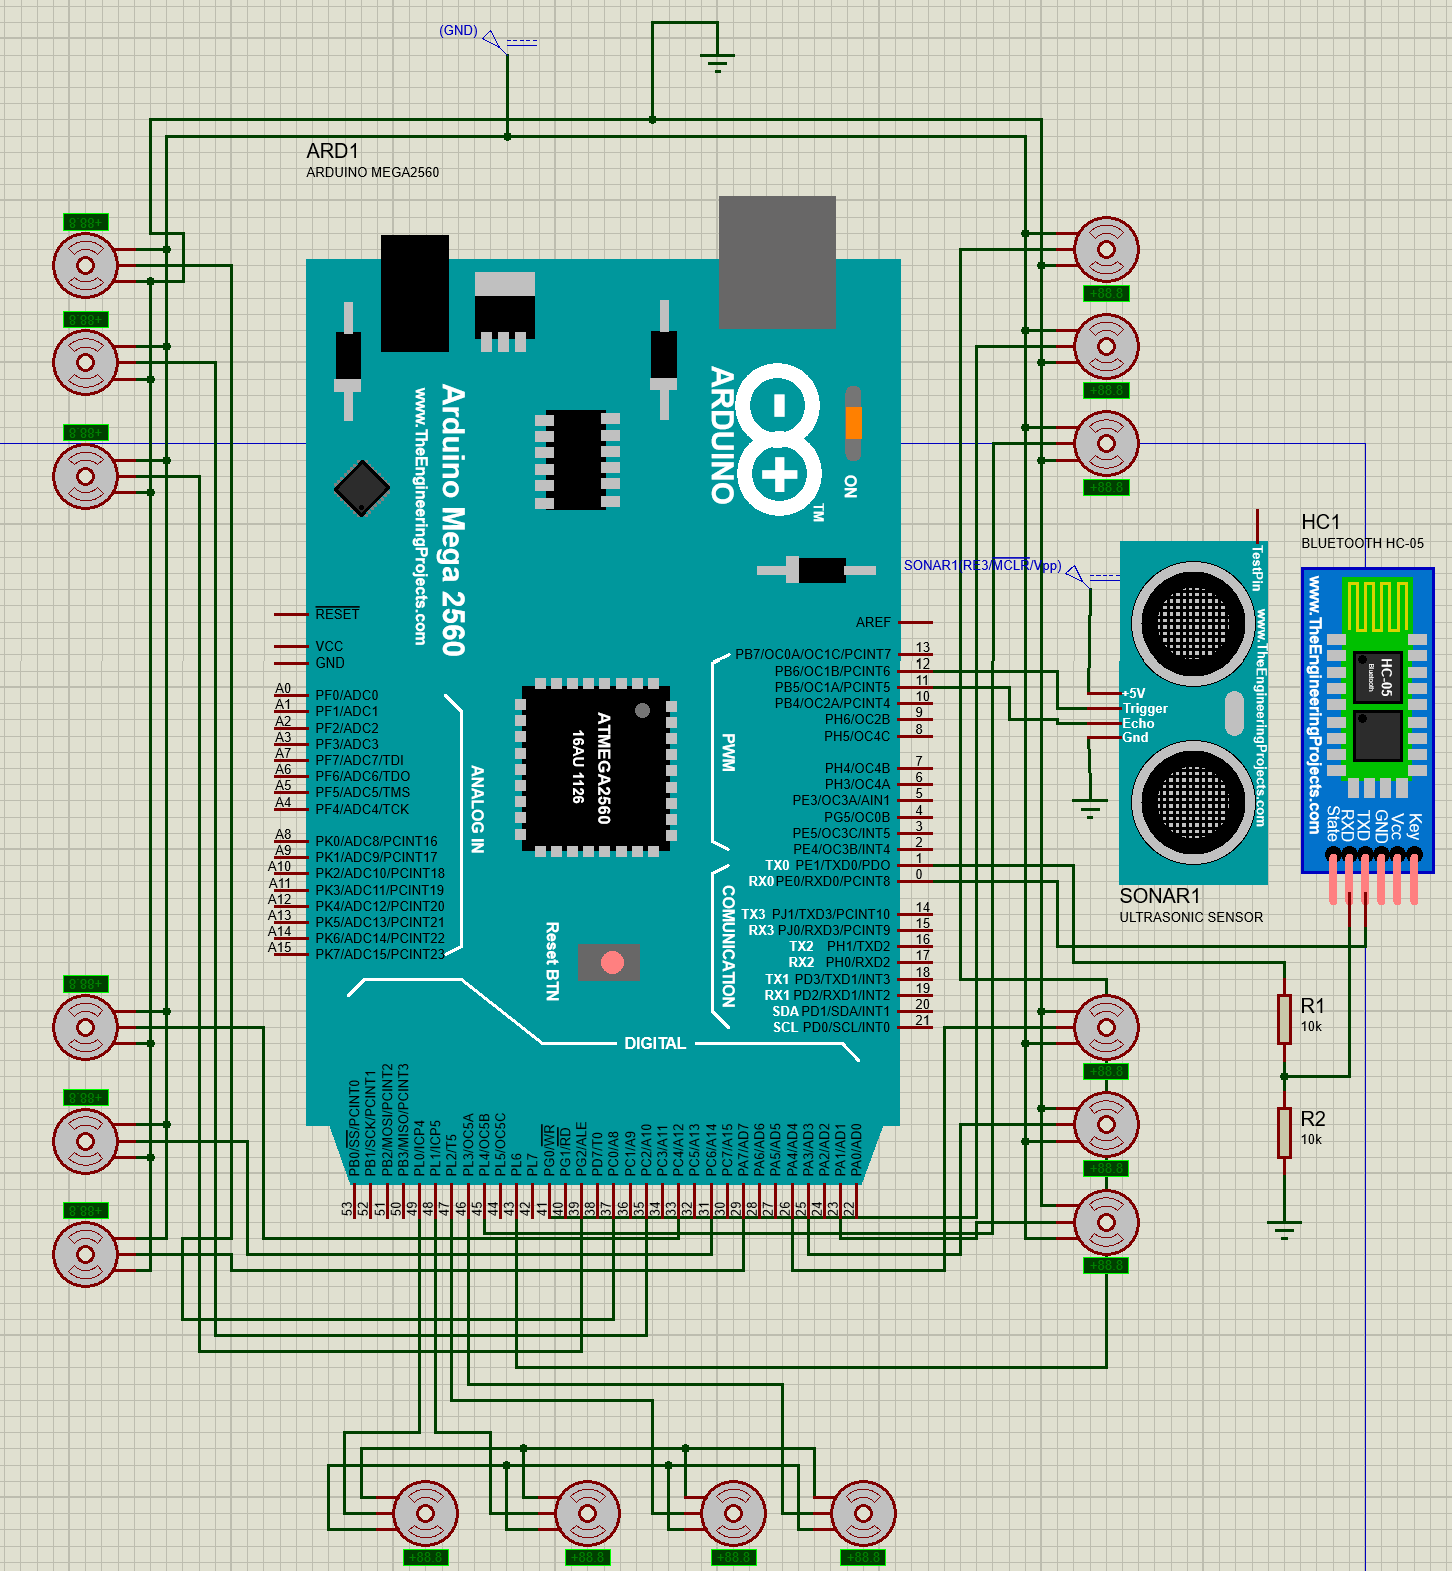 (GND)
ARD1
ARDUINO MEGA2560
+88.8
+88.8
+88.8
+88.8
+88.8
+88.8
ARDUINO
TM
ON
Arduino Mega 2560
www.TheEngineeringProjects.com
SONAR1(RE3/MCLR/Vpp)
HC1
BLUETOOTH HC-05
TestPin
www.TheEngineeringProjects.com
+5V
Trigger
Echo
Gnd
SONAR1
ULTRASONIC SENSOR
www.TheEngineeringProjects.com
HC-05
Bluetooth
State
RXD
TXD
GND
Vcc
Key
RESET
VCC
GND
A0 PF0/ADC0
A1 PF1/ADC1
A2 PF2/ADC2
A3 PF3/ADC3
A7 PF7/ADC7/TDI
A6 PF6/ADC6/TDO
A5 PF5/ADC5/TMS
A4 PF4/ADC4/TCK
A8 PK0/ADC8/PCINT16
A9 PK1/ADC9/PCINT17
A10 PK2/ADC10/PCINT18
A11 PK3/ADC11/PCINT19
A12 PK4/ADC12/PCINT20
A13 PK5/ADC13/PCINT21
A14 PK6/ADC14/PCINT22
A15 PK7/ADC15/PCINT23
ANALOG IN
ATMEGA2560
16AU 1126
PWM
COMUNICATION
Reset BTN
DIGITAL
AREF
PB7/OC0A/OC1C/PCINT7 13
PB6/OC1B/PCINT6 12
PB5/OC1A/PCINT5 11
PB4/OC2A/PCINT4 10
PH6/OC2B 9
PH5/OC4C 8
PH4/OC4B 7
PH3/OC4A 6
PE3/OC3A/AIN1 5
PG5/OC0B 4
PE5/OC3C/INT5 3
PE4/OC3B/INT4 2
TX0 PE1/TXD0/PDO 1
RX0 PE0/RXD0/PCINT8 0
TX3 PJ1/TXD3/PCINT10 14
RX3 PJ0/RXD3/PCINT9 15
TX2 PH1/TXD2 16
RX2 PH0/RXD2 17
TX1 PD3/TXD1/INT3 18
RX1 PD2/RXD1/INT2 19
SDA PD1/SDA/INT1 20
SCL PD0/SCL/INT0 21
R1
10k
R2
10k
PB0/SS/PCINT0 53
PB1/SCK/PCINT1 52
PB2/MOSI/PCINT2 51
PB3/MISO/PCINT3 50
PL0/ICP4 49
PL1/ICP5 48
PL2/T5 47
PL3/OC5A 46
PL4/OC5B 45
PL5/OC5C 44
PL6 43
PL7 42
PG0/WR 41
PG1/RD 40
PG2/ALE 39
PD7/T0 38
PC0/A8 37
PC1/A9 36
PC2/A10 35
PC3/A11 34
PC4/A12 33
PC5/A13 32
PC6/A14 31
PC7/A15 30
PA7/AD7 29
PA6/AD6 28
PA5/AD5 27
PA4/AD4 26
PA3/AD3 25
PA2/AD2 24
PA1/AD1 23
PA0/AD0 22
+88.8
+88.8
+88.8
+88.8
+88.8
+88.8
+88.8
+88.8
+88.8
+88.8